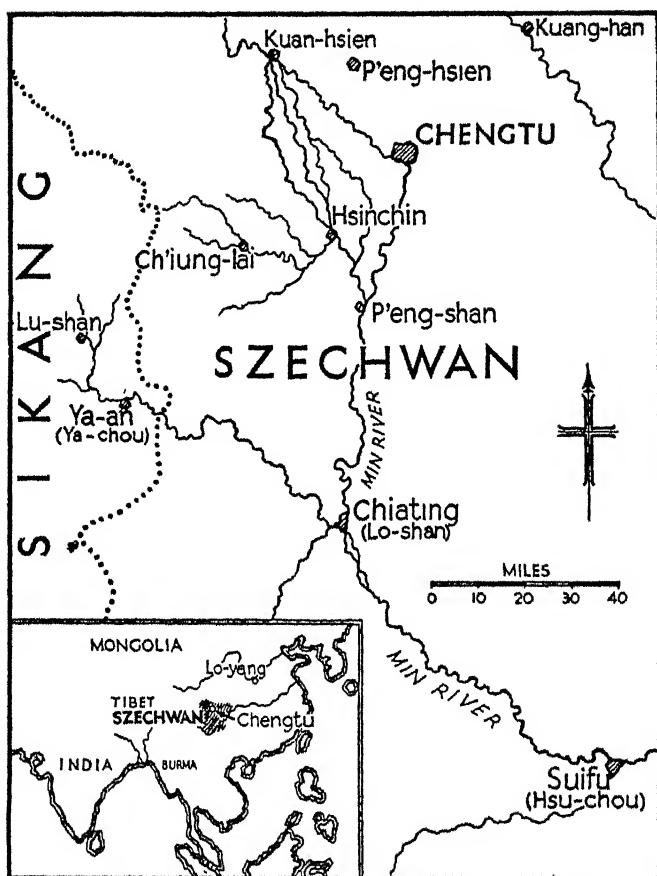 Kuan-hsien
Kuang-han
P'eng-hsien
CHENGTU
SIKANG
Hsinchin
Ch'iung-lai
Lu-shan
P'eng-shan
SZECHWAN
Ya-an
(Ya-chou)
MIN RIVER
Chiating
(Lo-shan)
MILES
0 10 20 30 40
MIN RIVER
Suifu
(Hsu-chou)
MONGOLIA
Lo-yang
TIBET
SZECHWAN
Chengtu
INDIA
BURMA